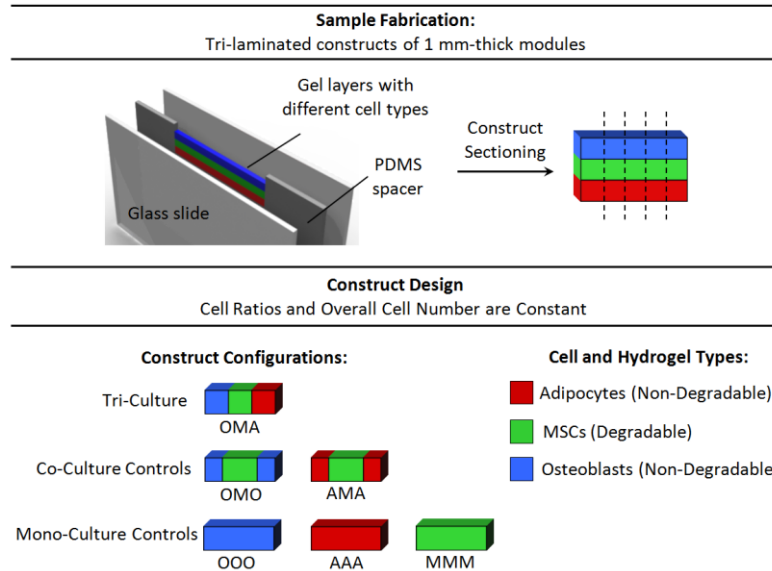 Sample Fabrication:
Tri-laminated constructs of 1 mm-thick modules
Gel layers with
different cell types
PDMS
spacer
Glass slide
Construct
Sectioning
Construct Design
Cell Ratios and Overall Cell Number are Constant
Construct Configurations:
Tri-Culture
OMA
Co-Culture Controls
OMO
AMA
Mono-Culture Controls
OOO
AAA
MMM
Cell and Hydrogel Types:
Adipocytes (Non-Degradable)
MSCs (Degradable)
Osteoblasts (Non-Degradable